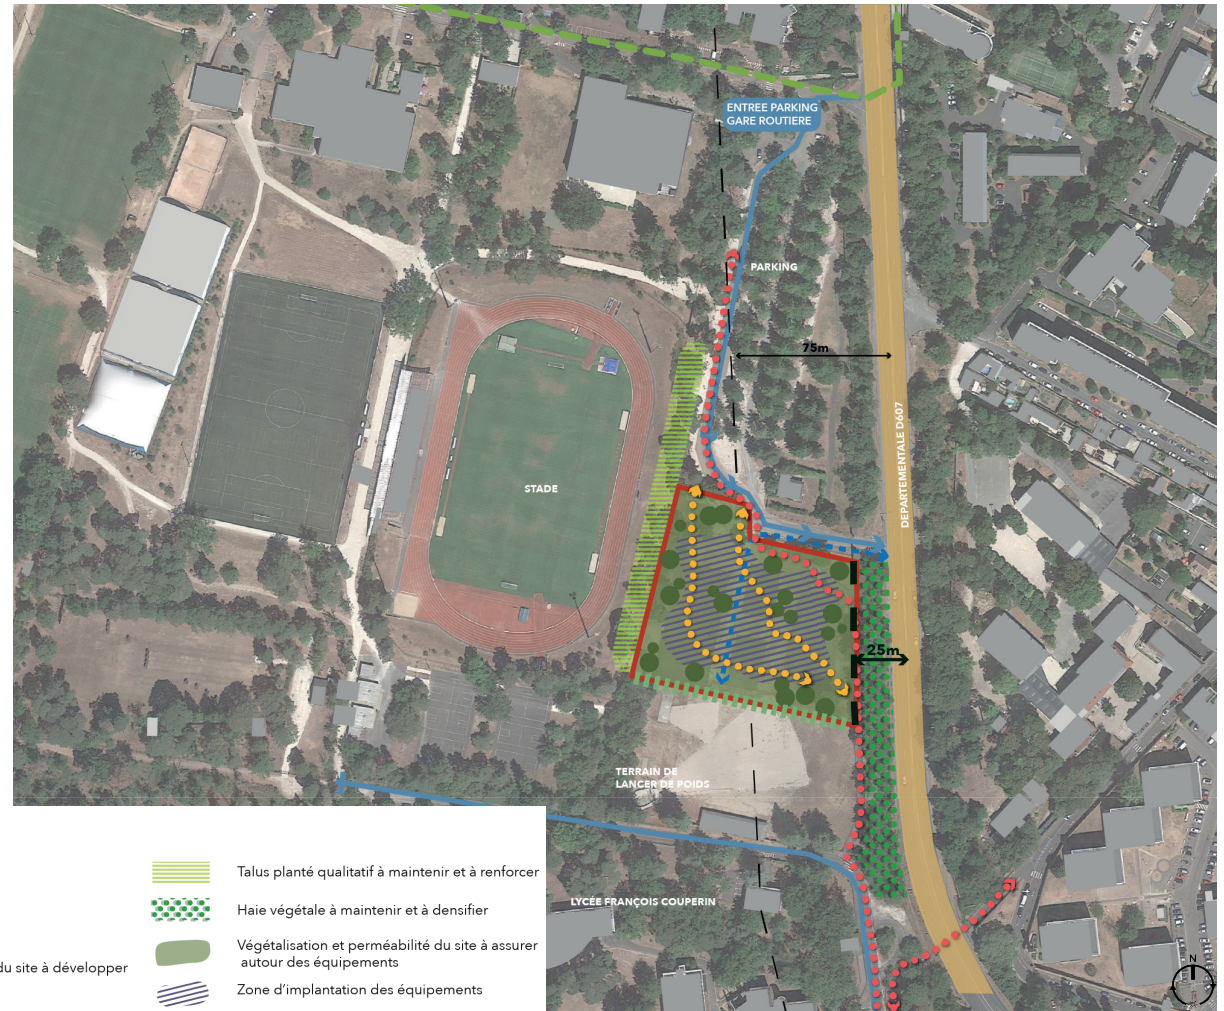 ENTREE PARKING
GARE ROUTIERE
PARKING
75m
DEPARTEMENTALE D607
STADE
25m
TERRAIN DE
LANCER DE POIDS
LYCÉE FRANÇOIS COUPERIN
Talus planté qualitatif à maintenir et à renforcer
Haie végétale à maintenir et à densifier
Végétalisation et perméabilité du site à assurer
autour des équipements
du site à développer
Zone d'implantation des équipements
N